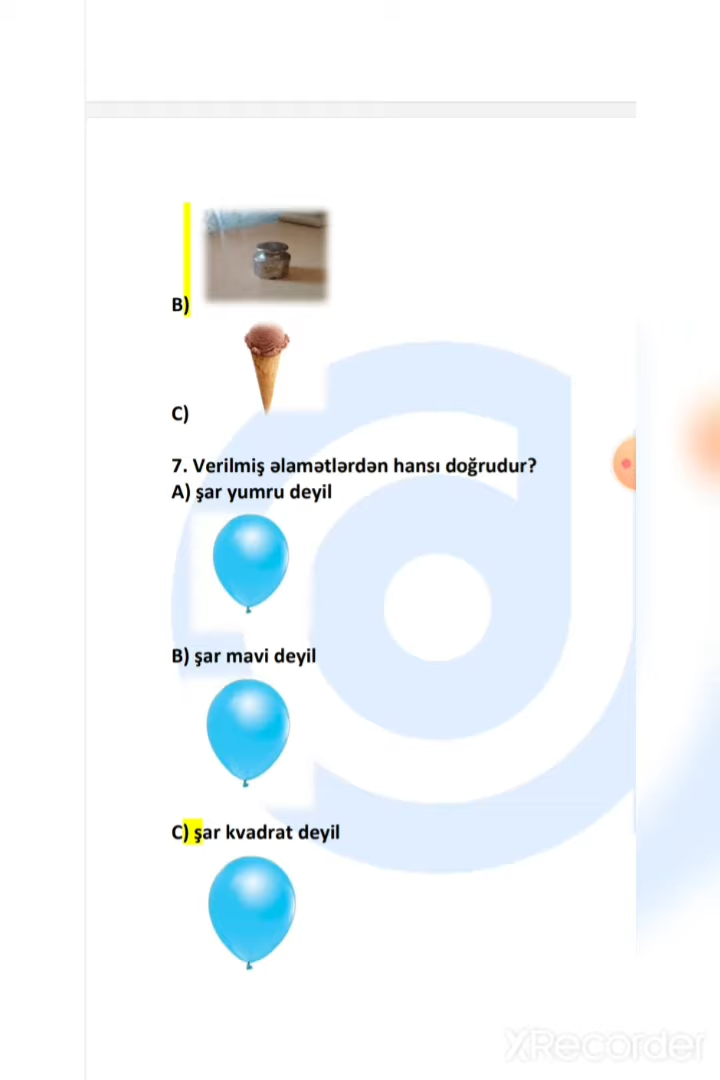 B)
C)
7. Verilmiş əlamətlərdən hansı doğrudur?
A) şar yumru deyil
B) şar mavi deyil
C) şar kvadrat deyil
XRecorder